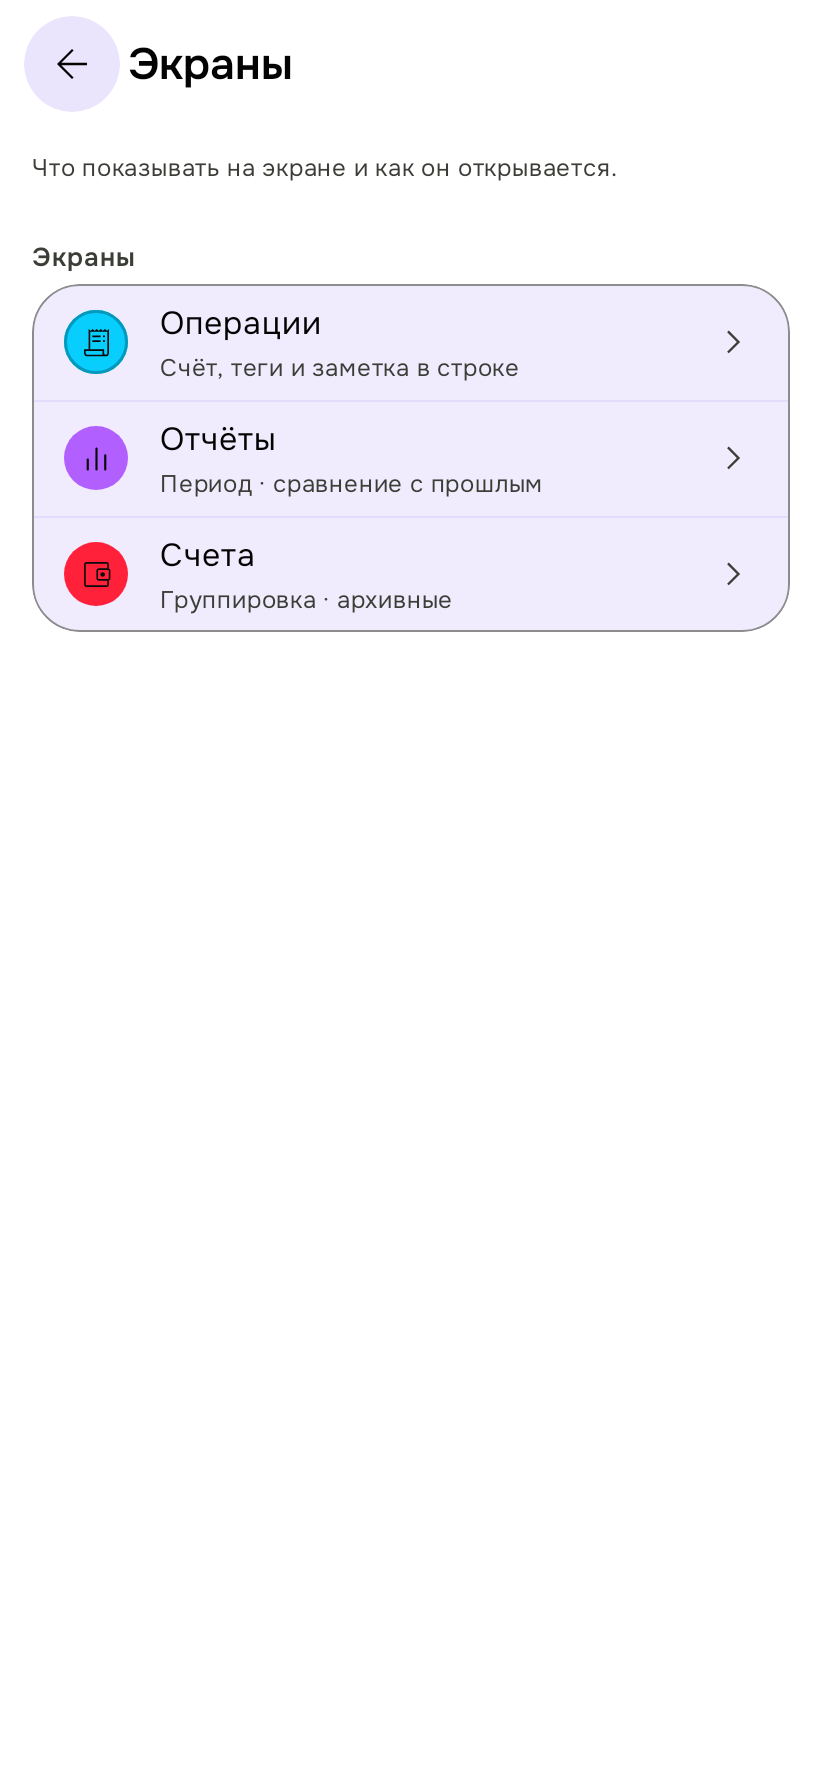 Экраны
Что показывать на экране и как он открывается.
Экраны
Операции
Счёт, теги и заметка в строке
Отчёты
Период · сравнение с прошлым
Счета
Группировка · архивные